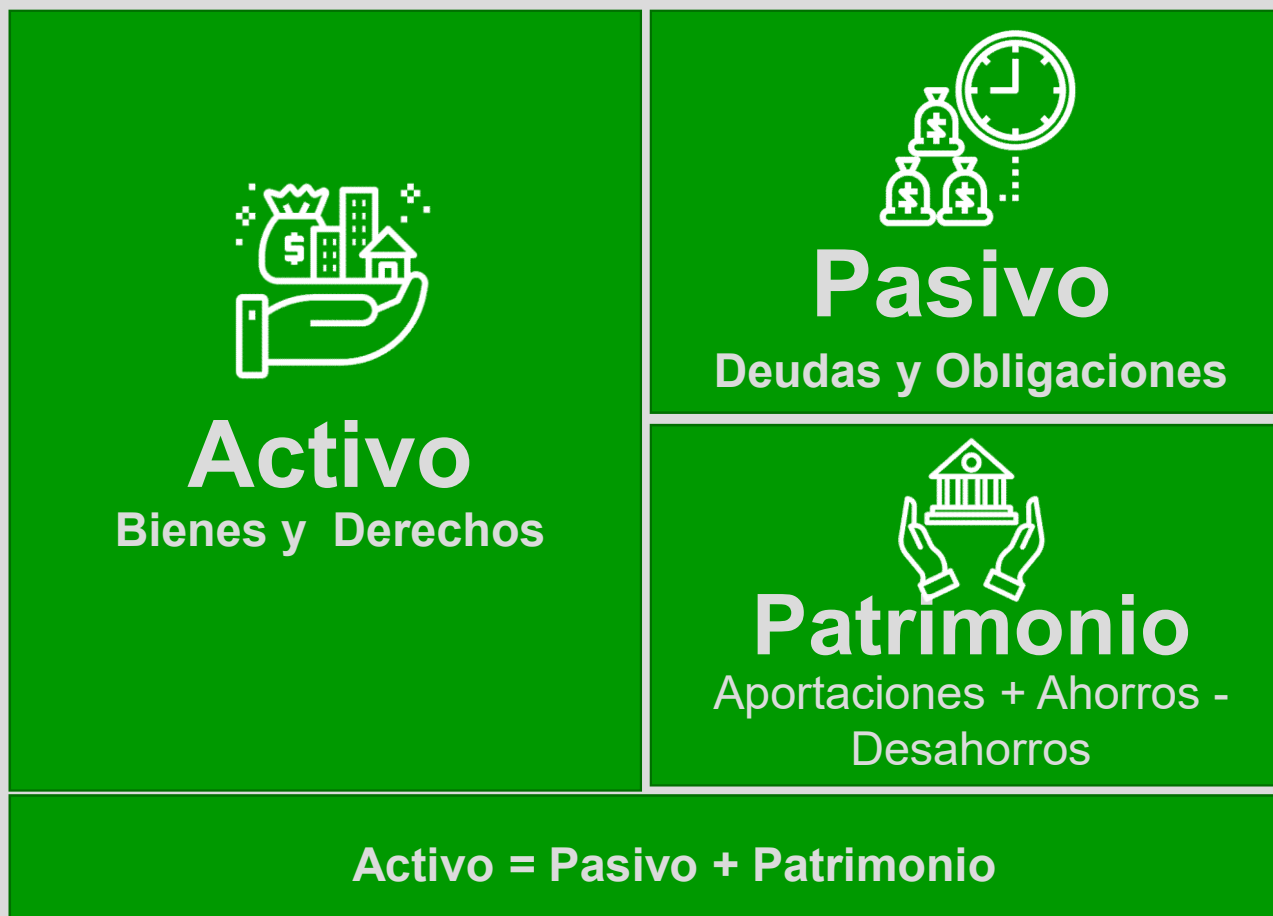 Activo
Bienes y  Derechos
Pasivo
Deudas y Obligaciones
Patrimonio
Aportaciones + Ahorros -
Desahorros
Activo = Pasivo + Patrimonio